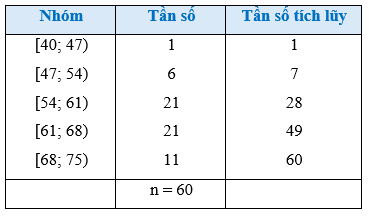 Nhóm Tần số Tần số tích lũy
[40; 47) 1 1
[47; 54) 6 7
[54; 61) 21 28
[61; 68) 21 49
[68; 75) 11 60
n = 60